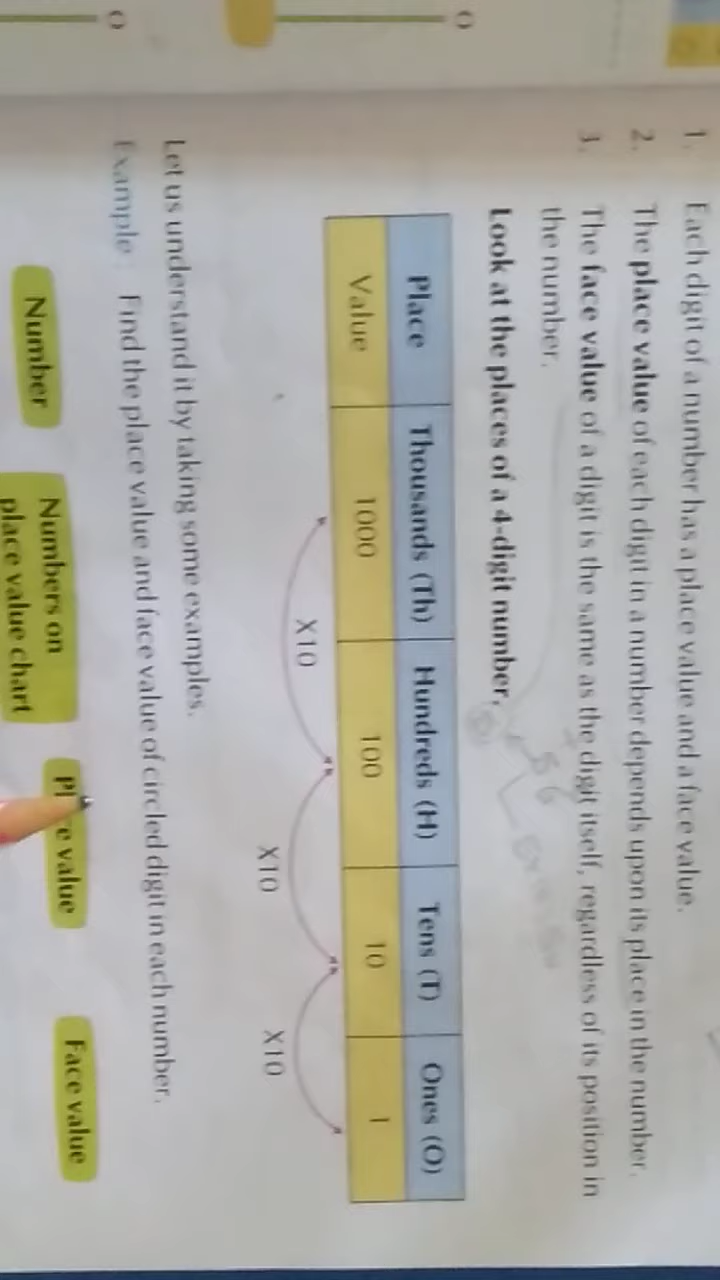 1. Each digit of a number has a place value and a face value.
2. The place value of each digit in a number depends upon its place in the number.
3. The face value of a digit is the same as the digit itself, regardless of its position in
the number.
Look at the places of a 4-digit number.
Place Thousands (Th) Hundreds (H) Tens (T) Ones (O)
Value 1000 100 10 1
X10 X10 X10
Let us understand it by taking some examples.
Example : Find the place value and face value of circled digit in each number.
Number Numbers on Place value Face value
place value chart